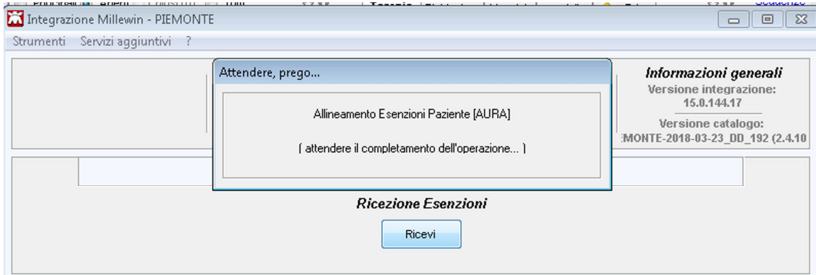 Integrazione Millewin - PIEMONTE
Strumenti Servizi aggiuntivi ?
Attendere, prego...
Allineamento Esenzioni Paziente [AURA]
[ attendere il completamento dell'operazione... ]
Informazioni generali
Versione integrazione:
15.0.144.17
Versione catalogo:
EMONTE-2018-03-23_DD_192 (2.4.10
Ricezione Esenzioni
Ricevi